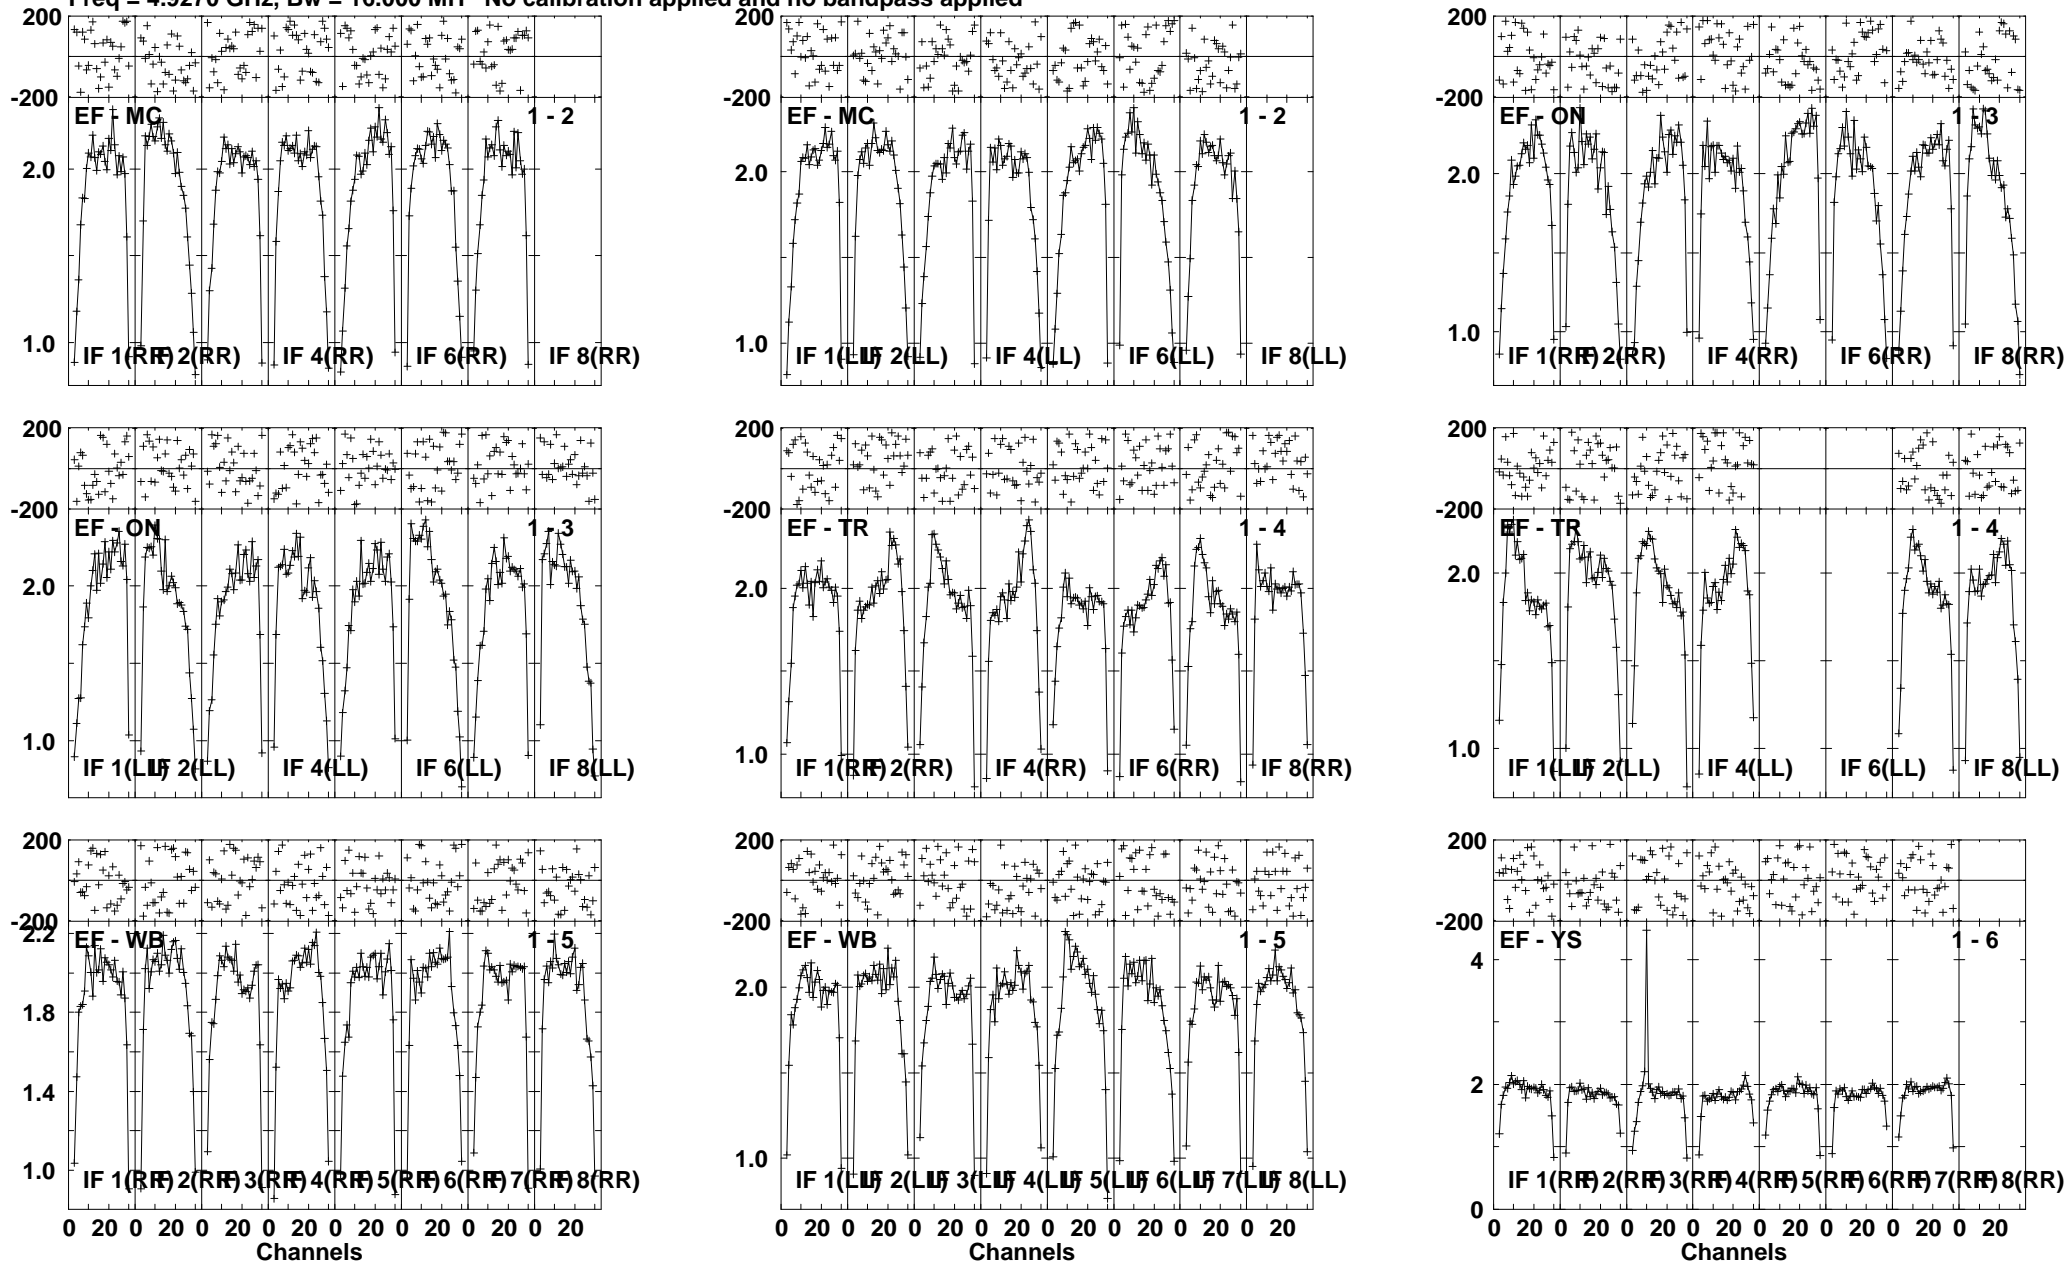 Freq = 4.9276 GHz, Bw = 16.000 MH No calibration applied and no bandpass applied
200 200 200
-200 -200 -200
EF - MC 1 - 2 EF - MC 1 - 2 EF - ON 1 - 3
2.0 2.0 2.0
1.0 1.0 1.0
IF 1(RR) IF 2(RR) IF 4(RR) IF 6(RR) IF 8(RR) IF 1(LL) IF 2(LL) IF 4(LL) IF 6(LL) IF 8(LL) IF 1(RR) IF 2(RR) IF 4(RR) IF 6(RR) IF 8(RR)
200 200 200
-200 -200 -200
EF - ON 1 - 3 EF - TR 1 - 4 EF - TR 1 - 4
2.0 2.0 2.0
1.0 1.0 1.0
IF 1(LL) IF 2(LL) IF 4(LL) IF 6(LL) IF 8(LL) IF 1(RR) IF 2(RR) IF 4(RR) IF 6(RR) IF 8(RR) IF 1(LL) IF 2(LL) IF 4(LL) IF 6(LL) IF 8(LL)
200 200 200
-200 -200 -200
2.2
EF - WB 1 - 5 EF - WB 1 - 5 EF - YS 1 - 6
4
2.0
1.8
2
1.4
1.0 1.0
IF 1(RR) IF 2(RR) IF 3(RR) IF 4(RR) IF 5(RR) IF 6(RR) IF 7(RR) IF 8(RR) IF 1(LL) IF 2(LL) IF 3(LL) IF 4(LL) IF 5(LL) IF 6(LL) IF 7(LL) IF 8(LL) IF 1(RR) IF 2(RR) IF 3(RR) IF 4(RR) IF 5(RR) IF 6(RR) IF 7(RR) IF 8(RR)
0
0 20 0 20 0 20 0 20 0 20 0 20 0 20 0 20 0 20 0 20 0 20 0 20 0 20 0 20 0 20 0 20 0 20 0 20 0 20 0 20 0 20 0 20 0 20 0 20
Channels Channels Channels